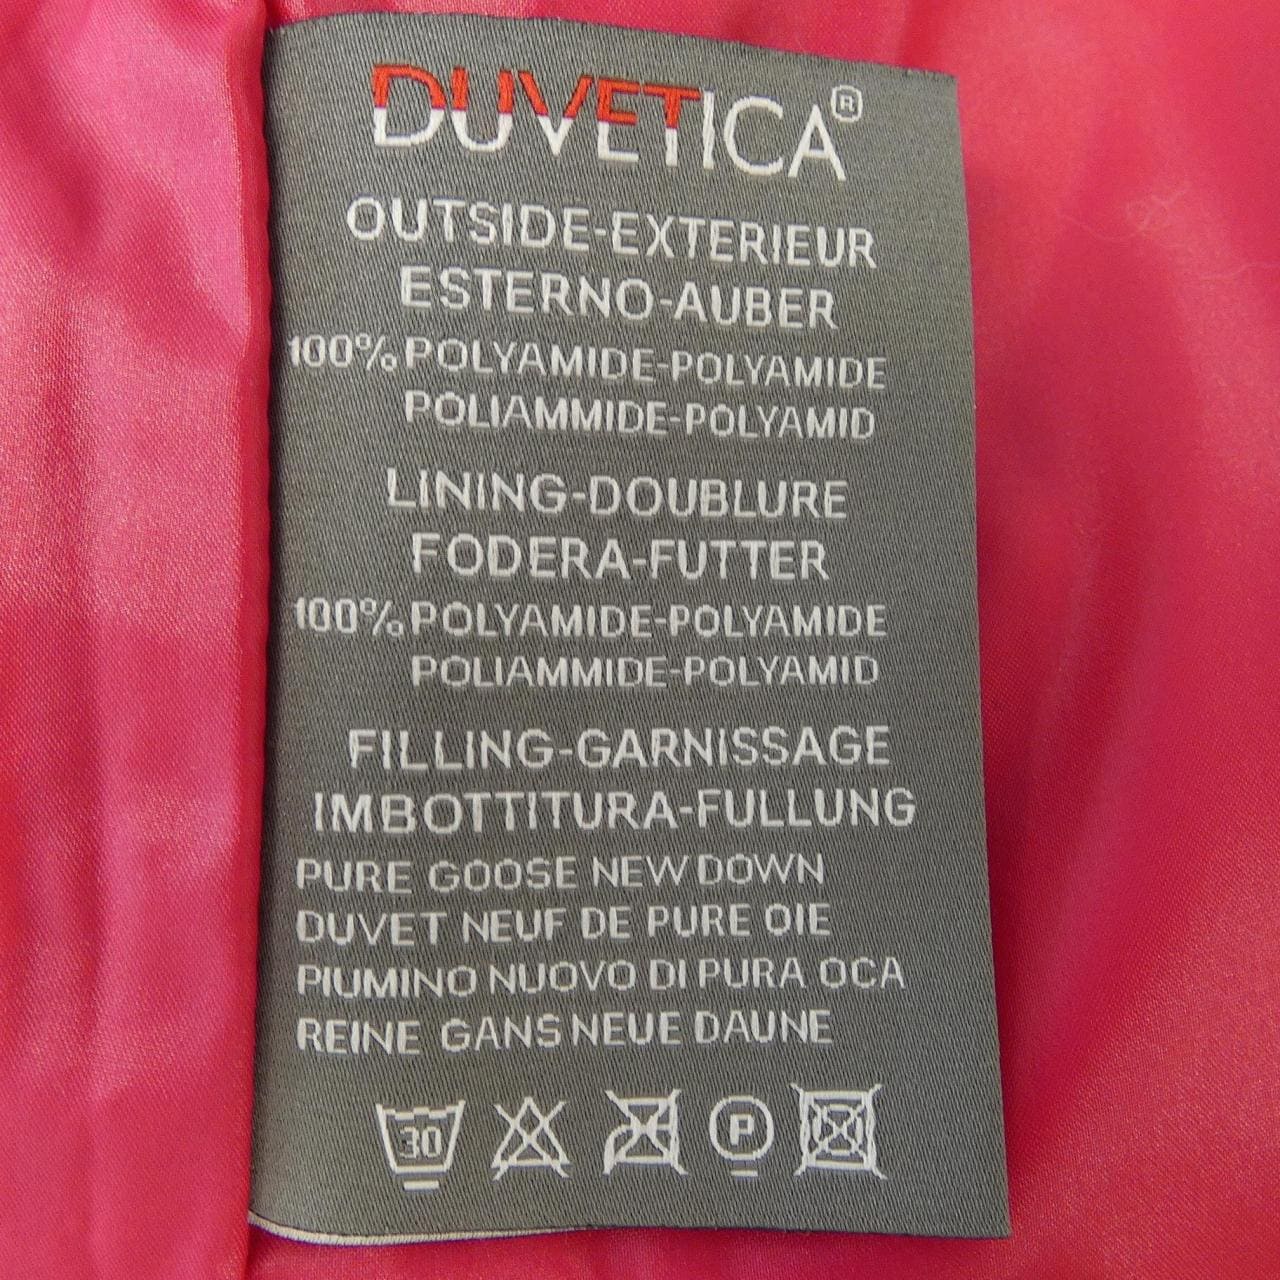 DUVETICA®
OUTSIDE-EXTERIEUR
ESTERNO-AUBER
100% POLYAMIDE-POLYAMIDE
POLIAMMIDE-POLYAMID
LINING-DOUBLURE
FODERA-FUTTER
100% POLYAMIDE-POLYAMIDE
POLIAMMIDE-POLYAMID
FILLING-GARNISSAGE
IMBOTTITURA-FULLUNG
PURE GOOSE NEW DOWN
DUVET NEUF DE PURE OIE
PIUMINO NUOVO DI PURA OCA
REINE GANS NEUE DAUNE
30 P